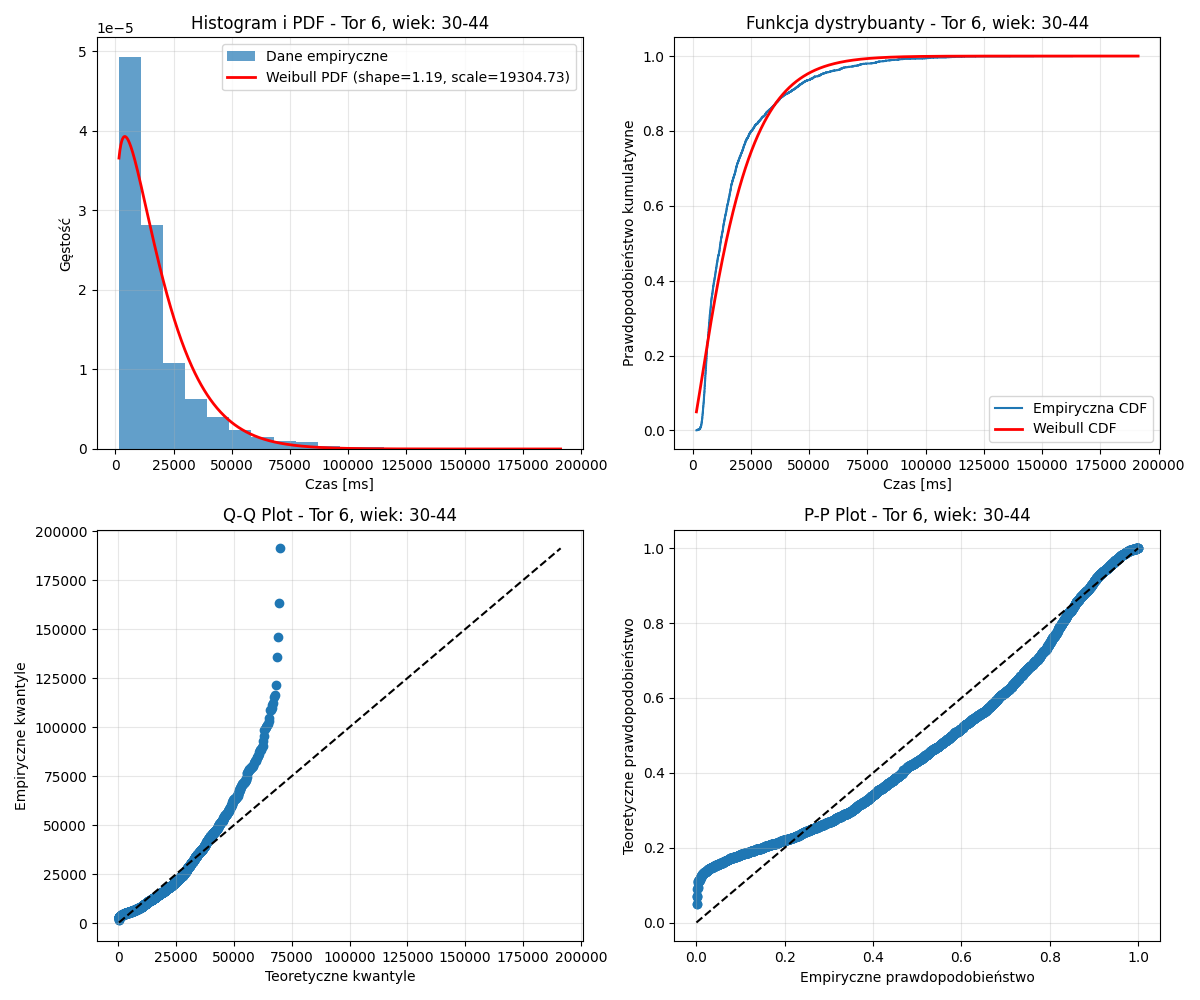 Histogram i PDF - Tor 6, wiek: 30-44
1e−5
Dane empiryczne
Weibull PDF (shape=1.19, scale=19304.73)
5
4
3
2
1
0
Gęstość
0 25000 50000 75000 100000 125000 150000 175000 200000
Czas [ms]
Funkcja dystrybuanty - Tor 6, wiek: 30-44
1.0
0.8
0.6
0.4
0.2
0.0
Prawdopodobieństwo kumulatywne
Empiryczna CDF
Weibull CDF
0 25000 50000 75000 100000 125000 150000 175000 200000
Czas [ms]
Q-Q Plot - Tor 6, wiek: 30-44
200000
175000
150000
125000
100000
75000
50000
25000
0
Empiryczne kwantyle
0 25000 50000 75000 100000 125000 150000 175000 200000
Teoretyczne kwantyle
P-P Plot - Tor 6, wiek: 30-44
1.0
0.8
0.6
0.4
0.2
0.0
Teoretyczne prawdopodobieństwo
0.0 0.2 0.4 0.6 0.8 1.0
Empiryczne prawdopodobieństwo